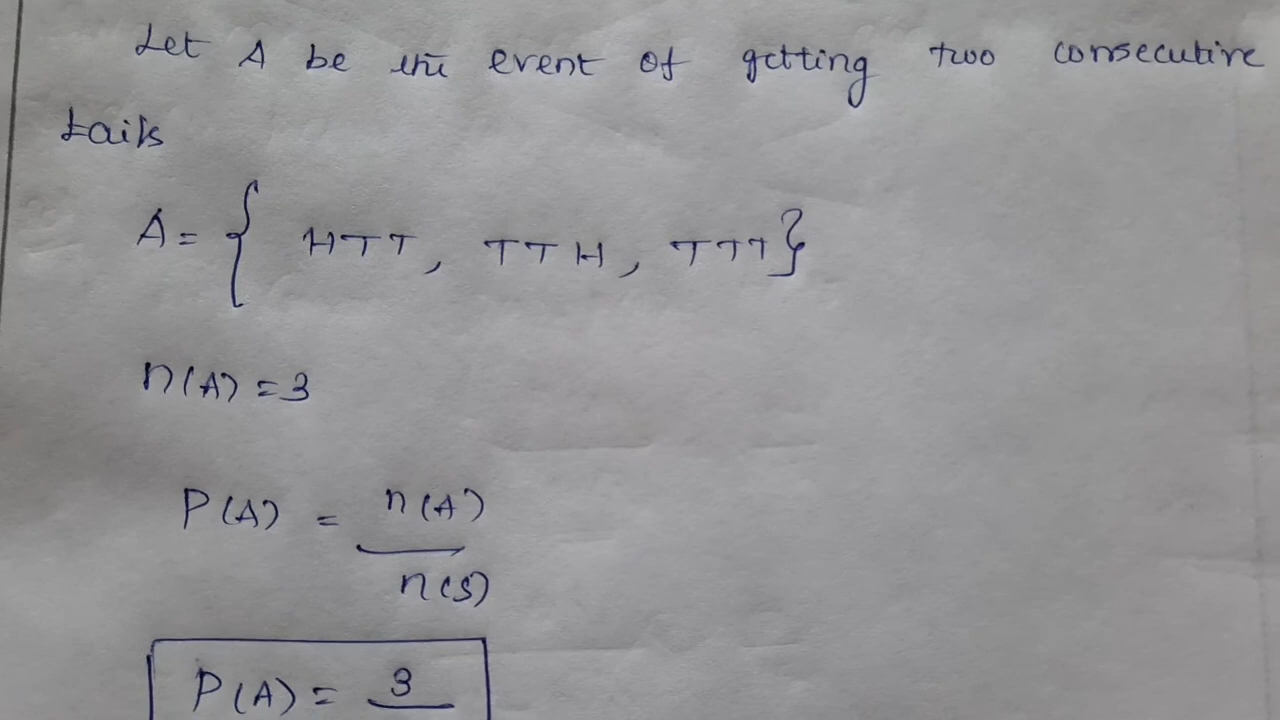 Let A be the event of getting two consecutive
tails
A = { HTT, TTH, TTT}
n(A) = 3
P(A) = n(A)
n(S)
P(A) = 3